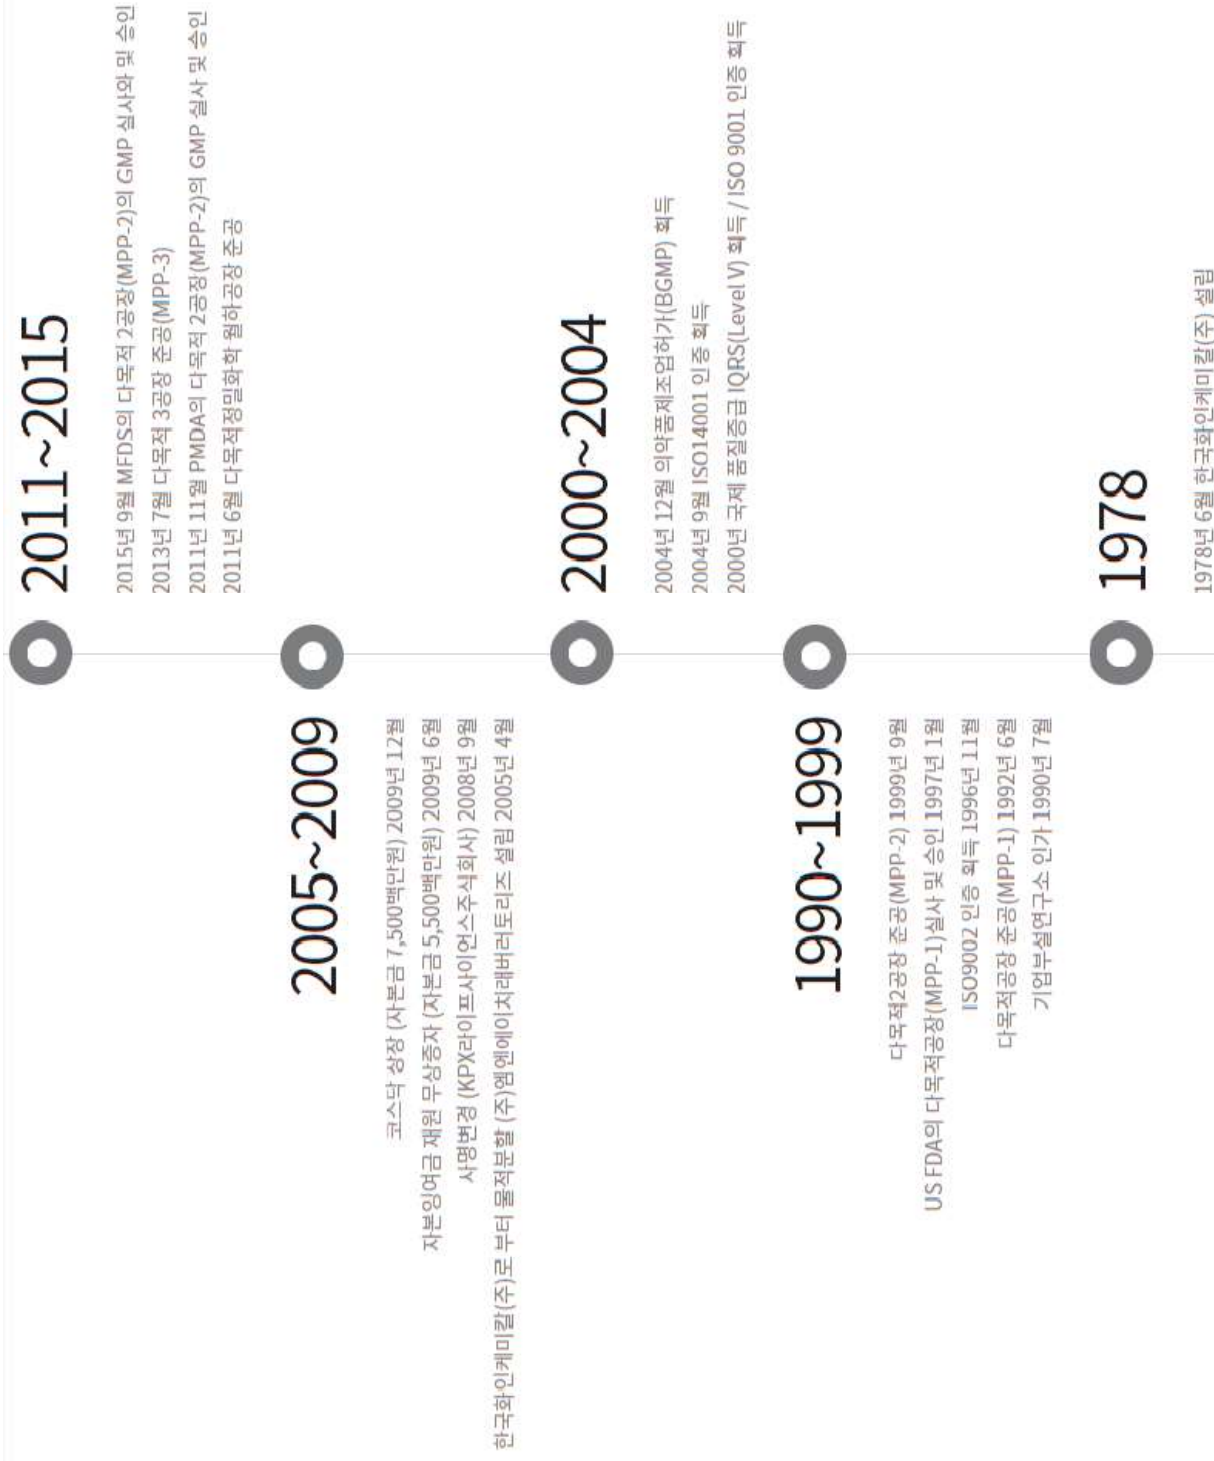 2011~2015
2015년 9월 MFDS의 다목적 2공장(MPP-2)의 GMP 실사와 및 승인
2013년 7월 다목적 3공장 준공(MPP-3)
2011년 11월 PMDA의 다목적 2공장(MPP-2)의 GMP 실사 및 승인
2011년 6월 다목적정밀화학 월하공장 준공
2005~2009
코스닥 상장 (자본금 7,500백만원) 2009년 12월
자본잉여금 재원 무상증자 (자본금 5,500백만원) 2009년 6월
사명변경 (KPX라이프사이언스주식회사) 2008년 9월
한국화인케미칼(주)로 부터 물적분할 (주)엠엔에이치래버러토리즈 설립 2005년 4월
2000~2004
2004년 12월 의약품제조업허가(BGMP) 획득
2004년 9월 ISO14001 인증 획득
2000년 국제 품질증급 IQRS(Level V) 획득 / ISO 9001 인증 획득
1990~1999
다목적2공장 준공(MPP-2) 1999년 9월
US FDA의 다목적공장(MPP-1)실사 및 승인 1997년 1월
ISO9002 인증 획득 1996년 11월
다목적공장 준공(MPP-1) 1992년 6월
기업부설연구소 인가 1990년 7월
1978
1978년 6월 한국화인케미칼(주) 설립